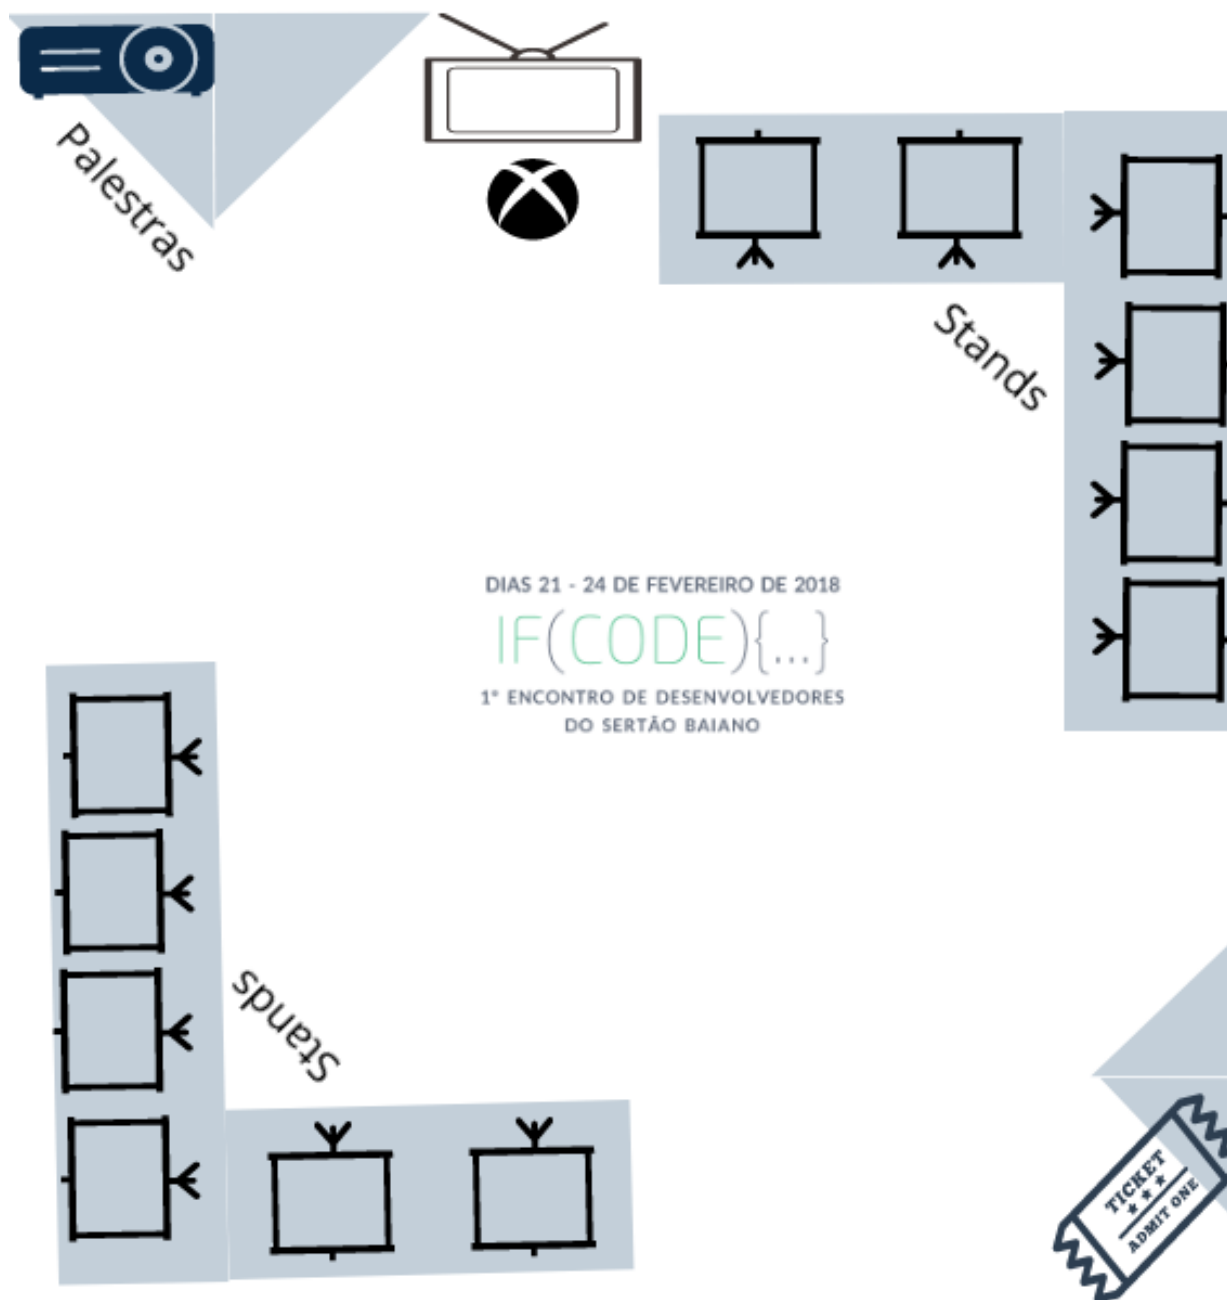 Palestras
Stands
DIAS 21 - 24 DE FEVEREIRO DE 2018
IF(CODE){...}
1° ENCONTRO DE DESENVOLVEDORES
DO SERTÃO BAIANO
Stands
TICKET
★ ★ ★
ADMIT ONE